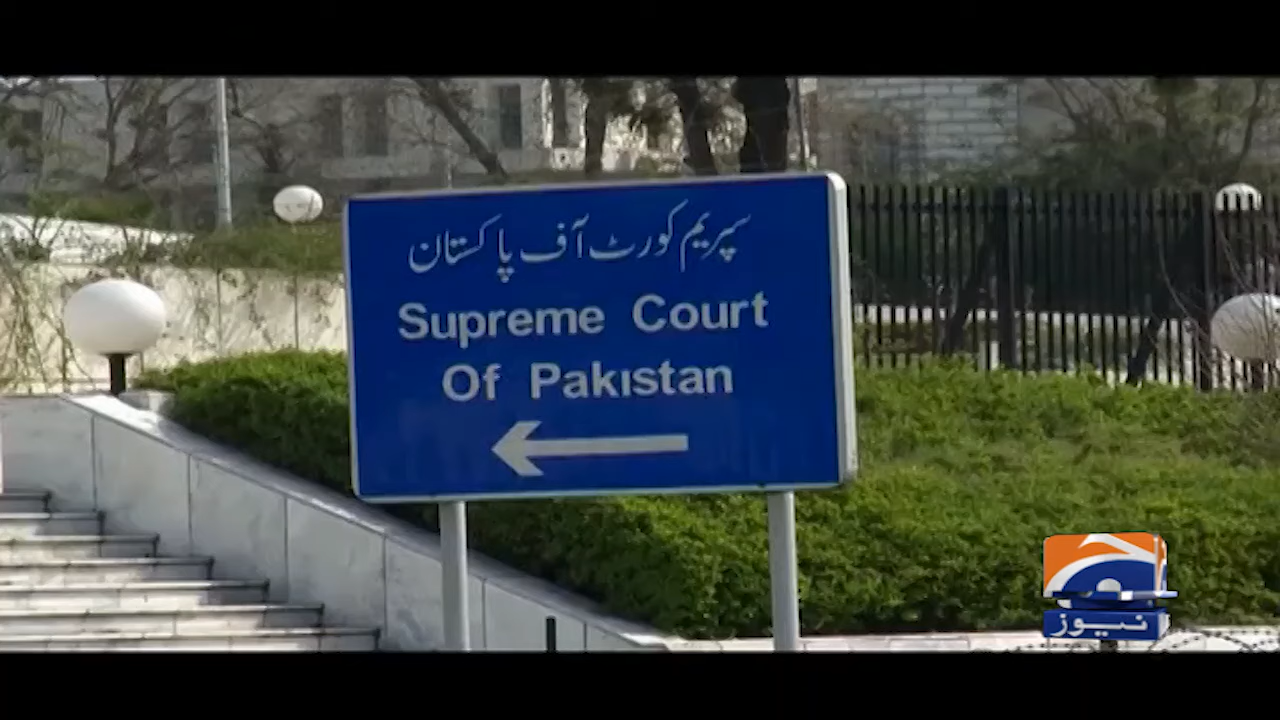 سپریم کورٹ آف پاکستان
Supreme Court
Of Pakistan
نیوز